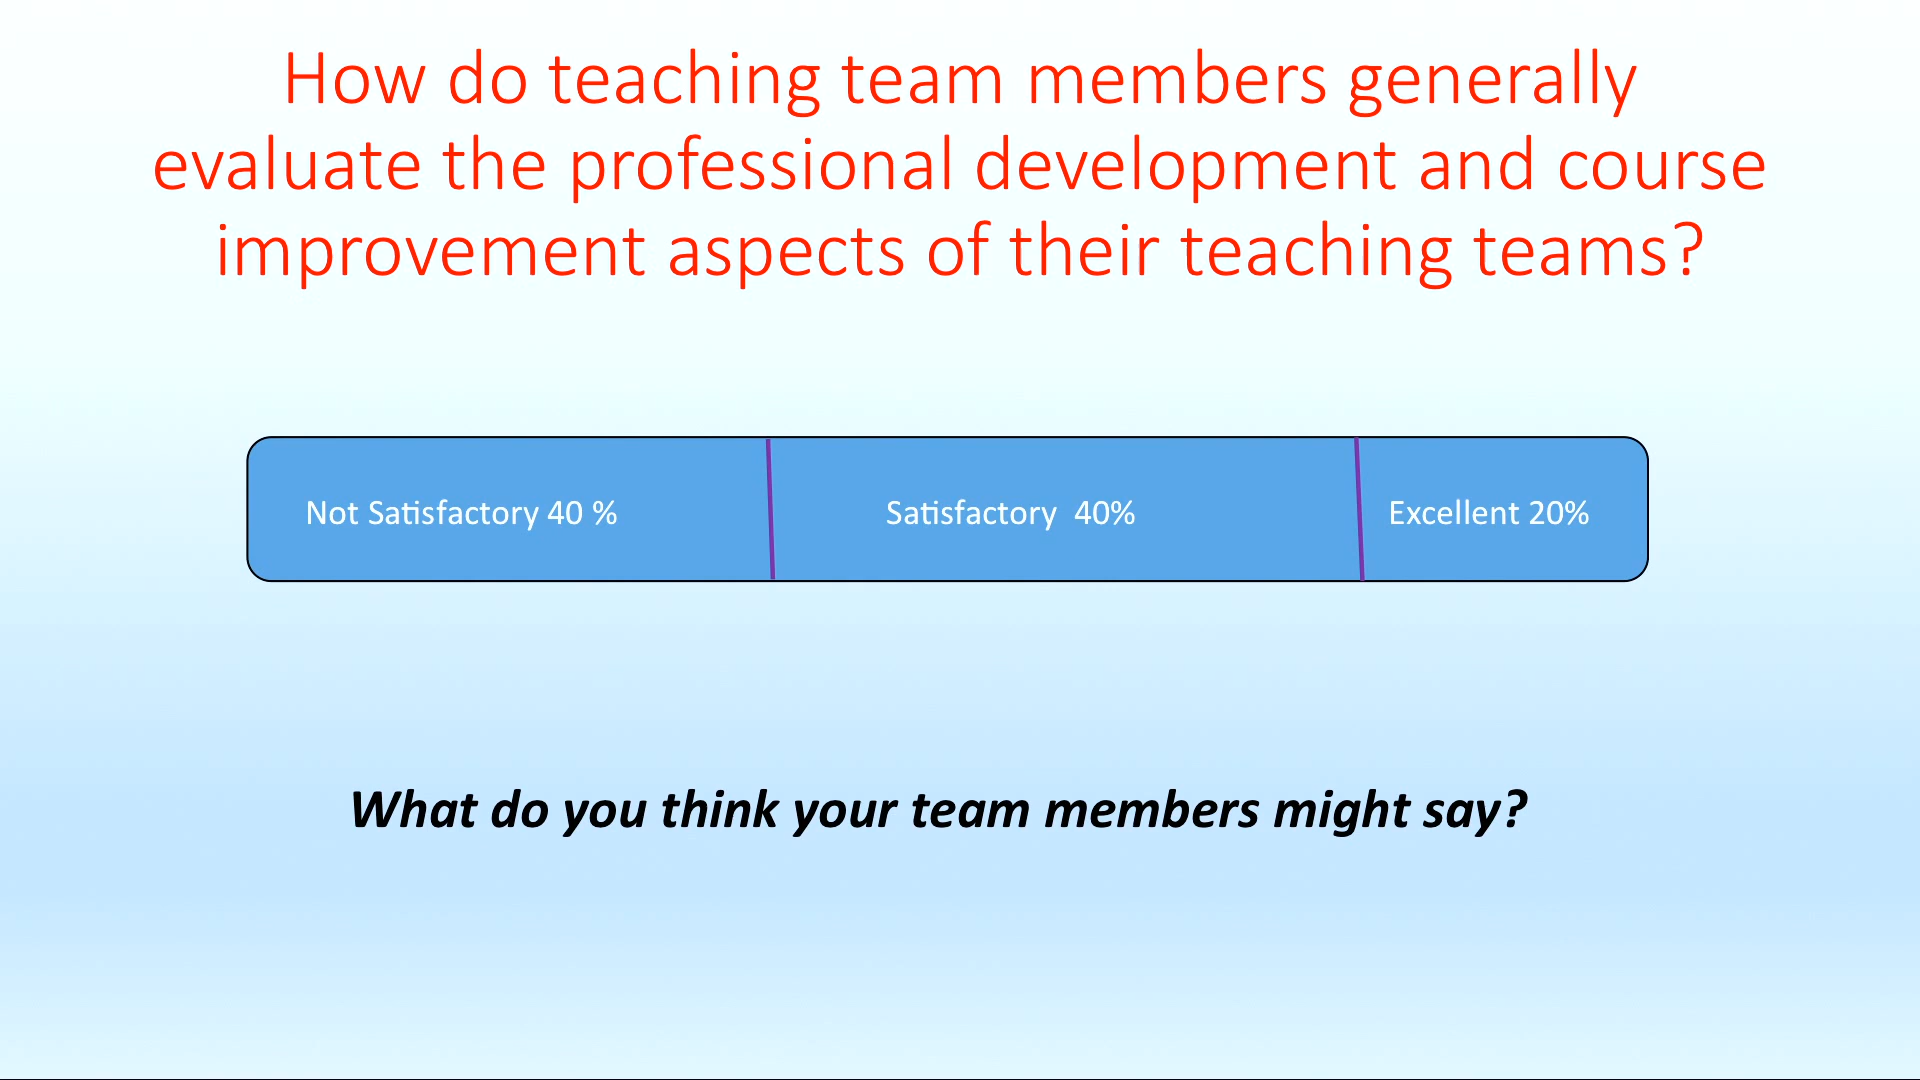 How do teaching team members generally
evaluate the professional development and course
improvement aspects of their teaching teams?
Not Satisfactory 40 %
Satisfactory  40%
Excellent 20%
What do you think your team members might say?